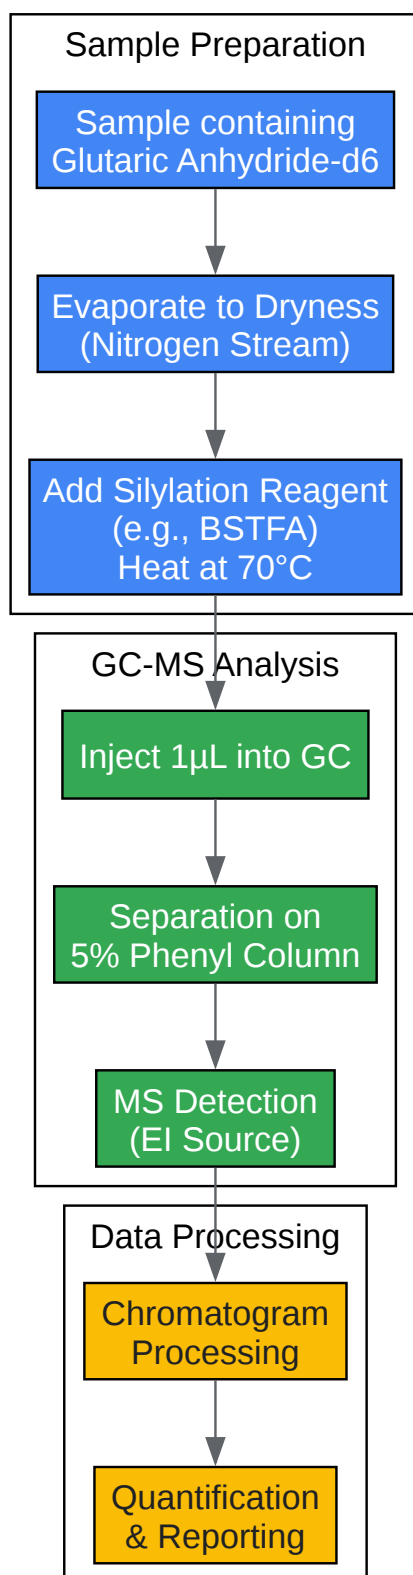 Sample Preparation
Sample containing
Glutaric Anhydride-d6
Evaporate to Dryness
(Nitrogen Stream)
Add Silylation Reagent
(e.g., BSTFA)
Heat at 70°C
GC-MS Analysis
Inject 1µL into GC
Separation on
5% Phenyl Column
MS Detection
(EI Source)
Data Processing
Chromatogram
Processing
Quantification
& Reporting